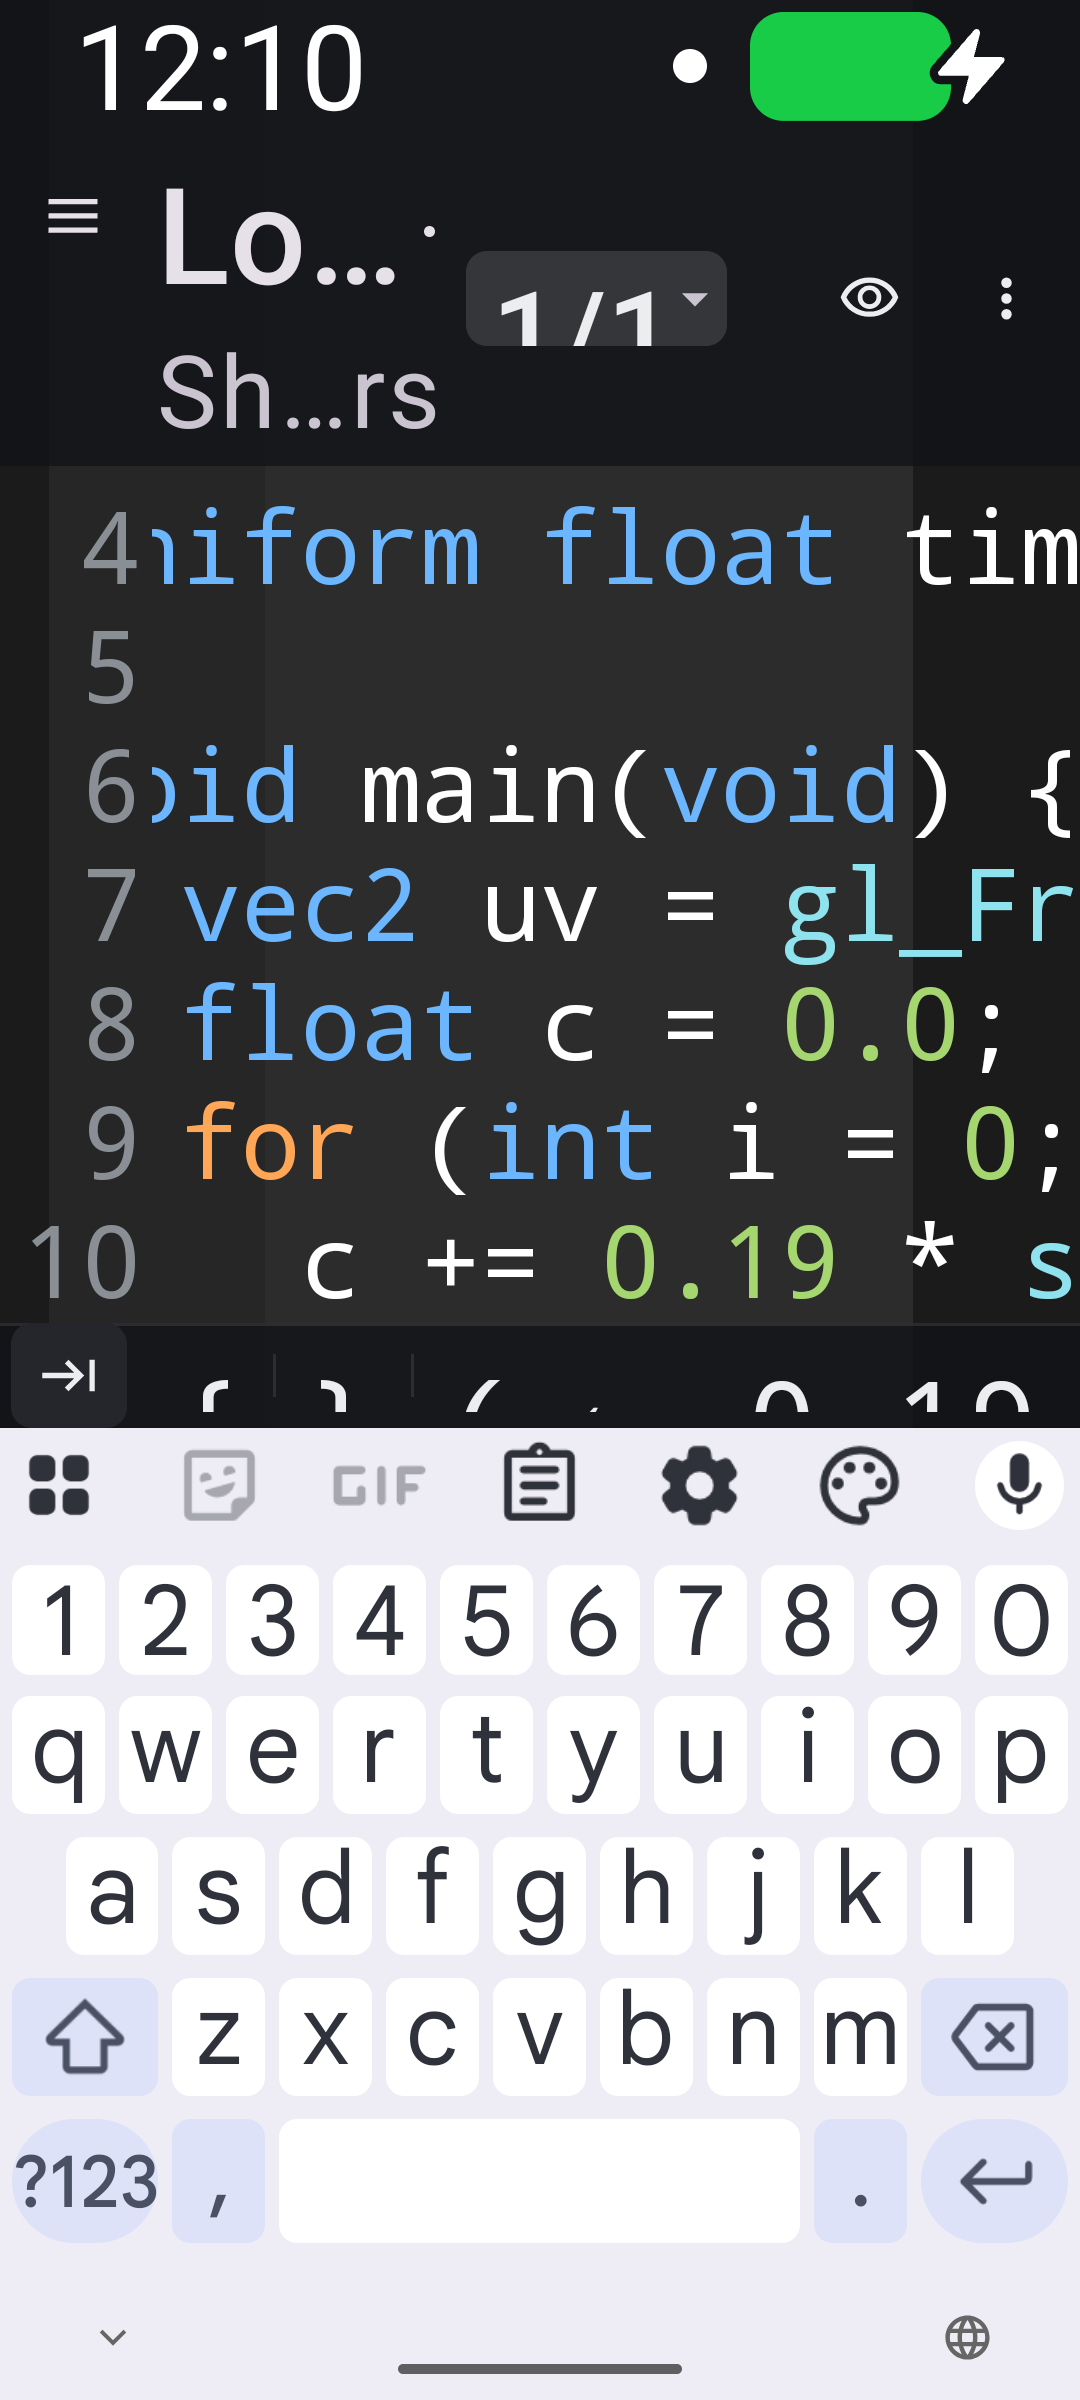 12:10
Lo… ·
1/1
Sh…rs
4 niform float tim
5
6 oid main(void) {
7 vec2 uv = gl_Fr
8 float c = 0.0;
9 for (int i = 0;
10 c += 0.19 * s
{ } (
GIF
1 2 3 4 5 6 7 8 9 0
q w e r t y u i o p
a s d f g h j k l
z x c v b n m
?123 , .